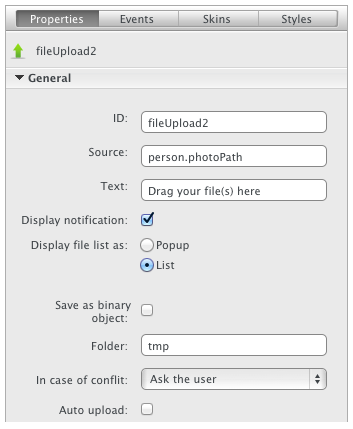 Properties Events Skins Styles
fileUpload2
General
ID: fileUpload2
Source: person.photoPath
Text: Drag your file(s) here
Display notification:
Display file list as: Popup
List
Save as binary
object:
Folder: tmp
In case of conflit: Ask the user
Auto upload: